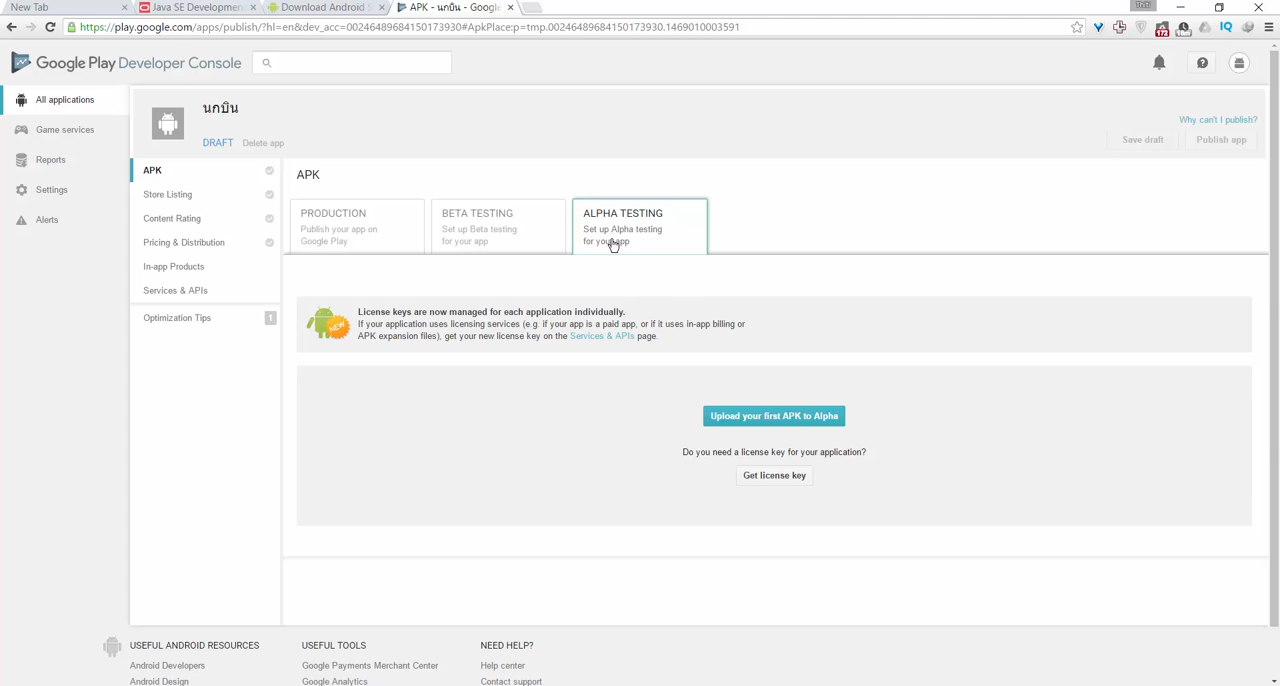 New Tab
Java SE Developmen
Download Android S
APK - นกบิน - Google
Thiti
https://play.google.com/apps/publish/?hl=en&dev_acc=00246489684150173930#ApkPlace:p=tmp.00246489684150173930.1469010003591
172
IQ
Google Play Developer Console
All applications
Game services
Reports
Settings
Alerts
นกบิน
DRAFT Delete app
Why can't I publish?
Save draft Publish app
APK
Store Listing
Content Rating
Pricing & Distribution
In-app Products
Services & APIs
Optimization Tips 1
APK
PRODUCTION
Publish your app on
Google Play
BETA TESTING
Set up Beta testing
for your app
ALPHA TESTING
Set up Alpha testing
for your app
NEW
License keys are now managed for each application individually.
If your application uses licensing services (e.g. if your app is a paid app, or if it uses in-app billing or
APK expansion files), get your new license key on the Services & APIs page.
Upload your first APK to Alpha
Do you need a license key for your application?
Get license key
USEFUL ANDROID RESOURCES
Android Developers
Android Design
USEFUL TOOLS
Google Payments Merchant Center
Google Analytics
NEED HELP?
Help center
Contact support